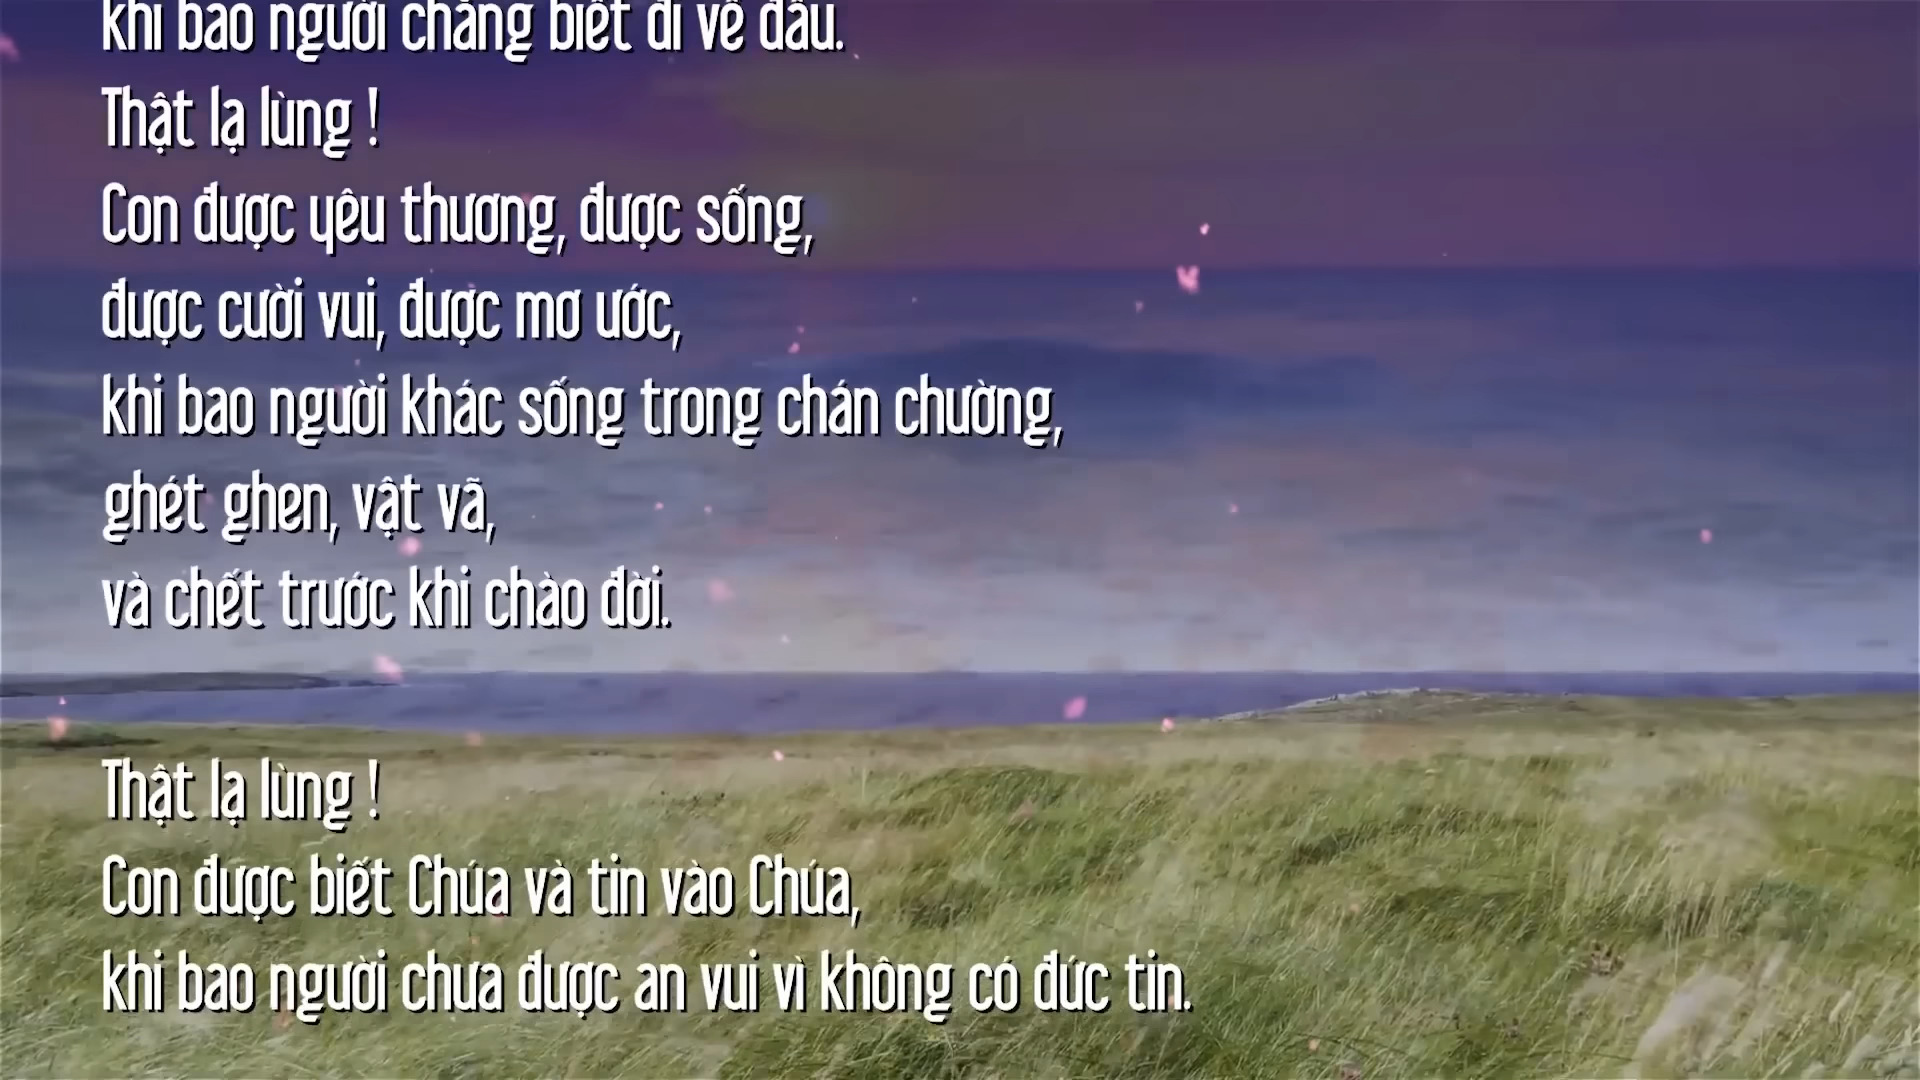 khi bao người chẳng biết đi về đâu.
Thật lạ lùng !
Con được yêu thương, được sống,
được cười vui, được mơ ước,
khi bao người khác sống trong chán chường,
ghét ghen, vật vã,
và chết trước khi chào đời.
Thật lạ lùng !
Con được biết Chúa và tin vào Chúa,
khi bao người chưa được an vui vì không có đức tin.